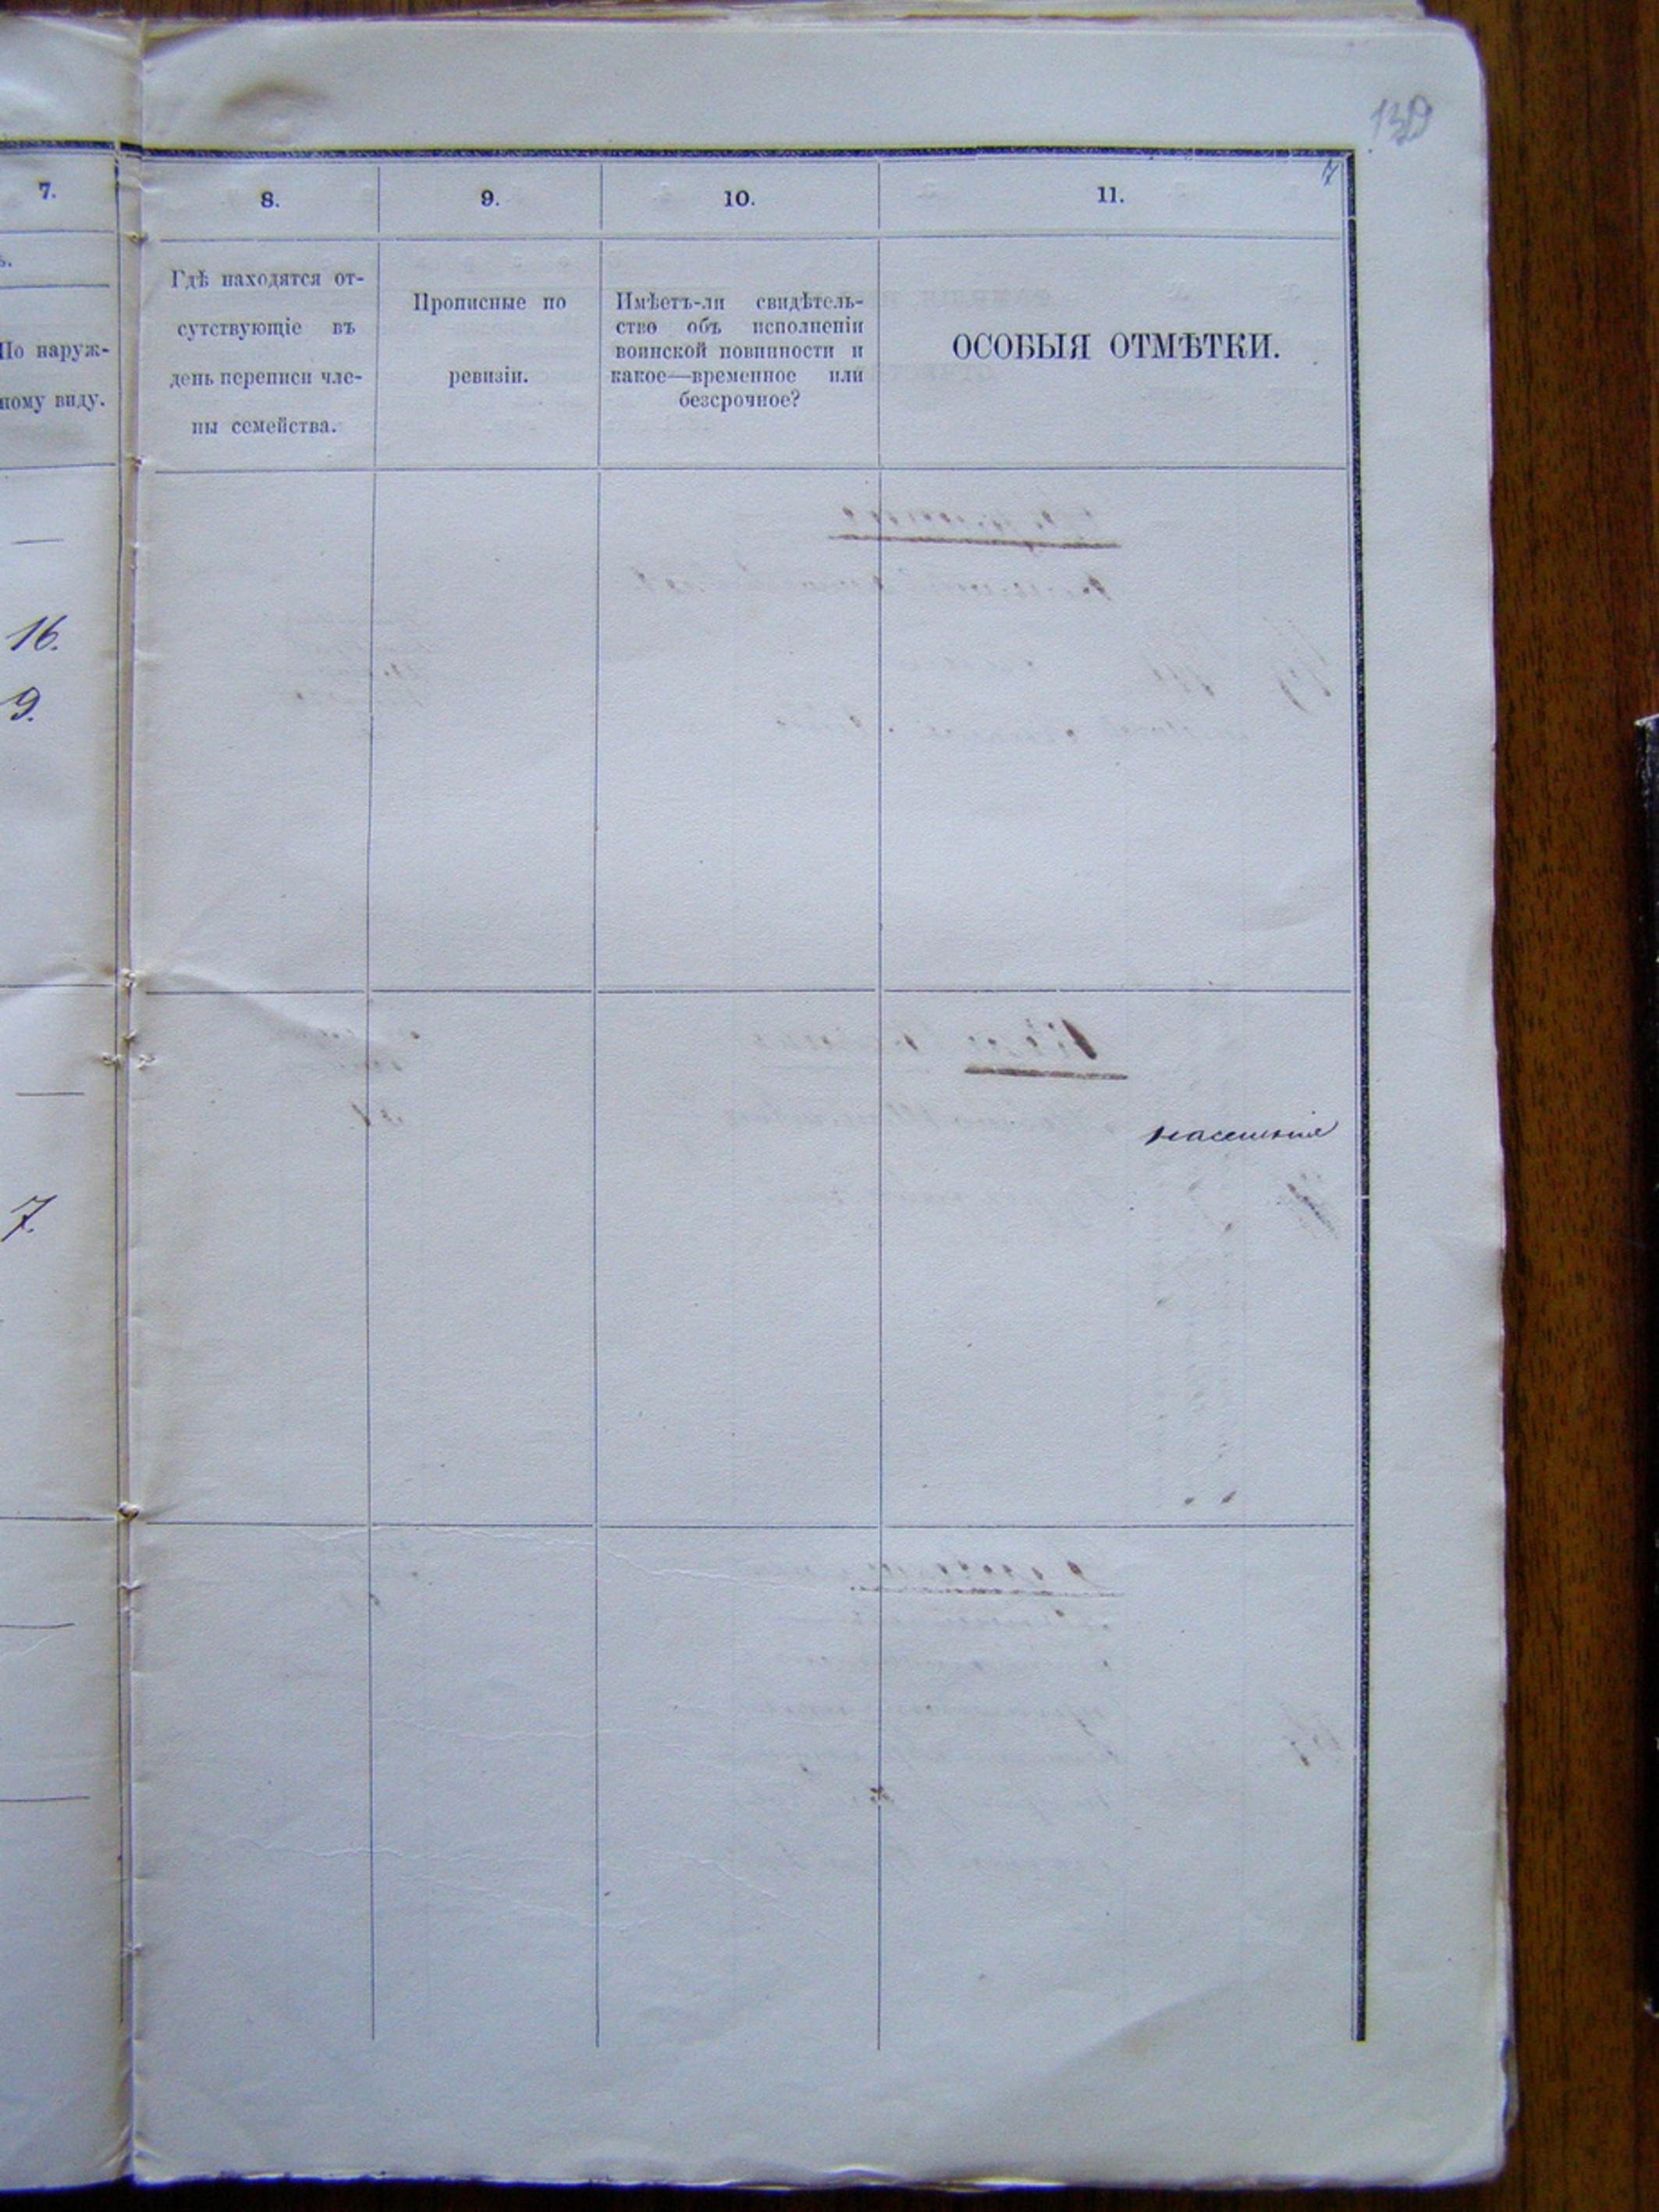 139
7
7. 8. 9. 10. 11.
ъ.
По наруж-
ному виду.
Гдѣ находятся от-
сутствующіе въ
день переписи чле-
ны семейства.
Прописные по
ревизіи.
Имѣетъ-ли свидѣтель-
ство объ исполненіи
воинской повинности и
какое—временное или
безсрочное?
ОСОБЫЯ ОТМѢТКИ.
16.
9.
7.